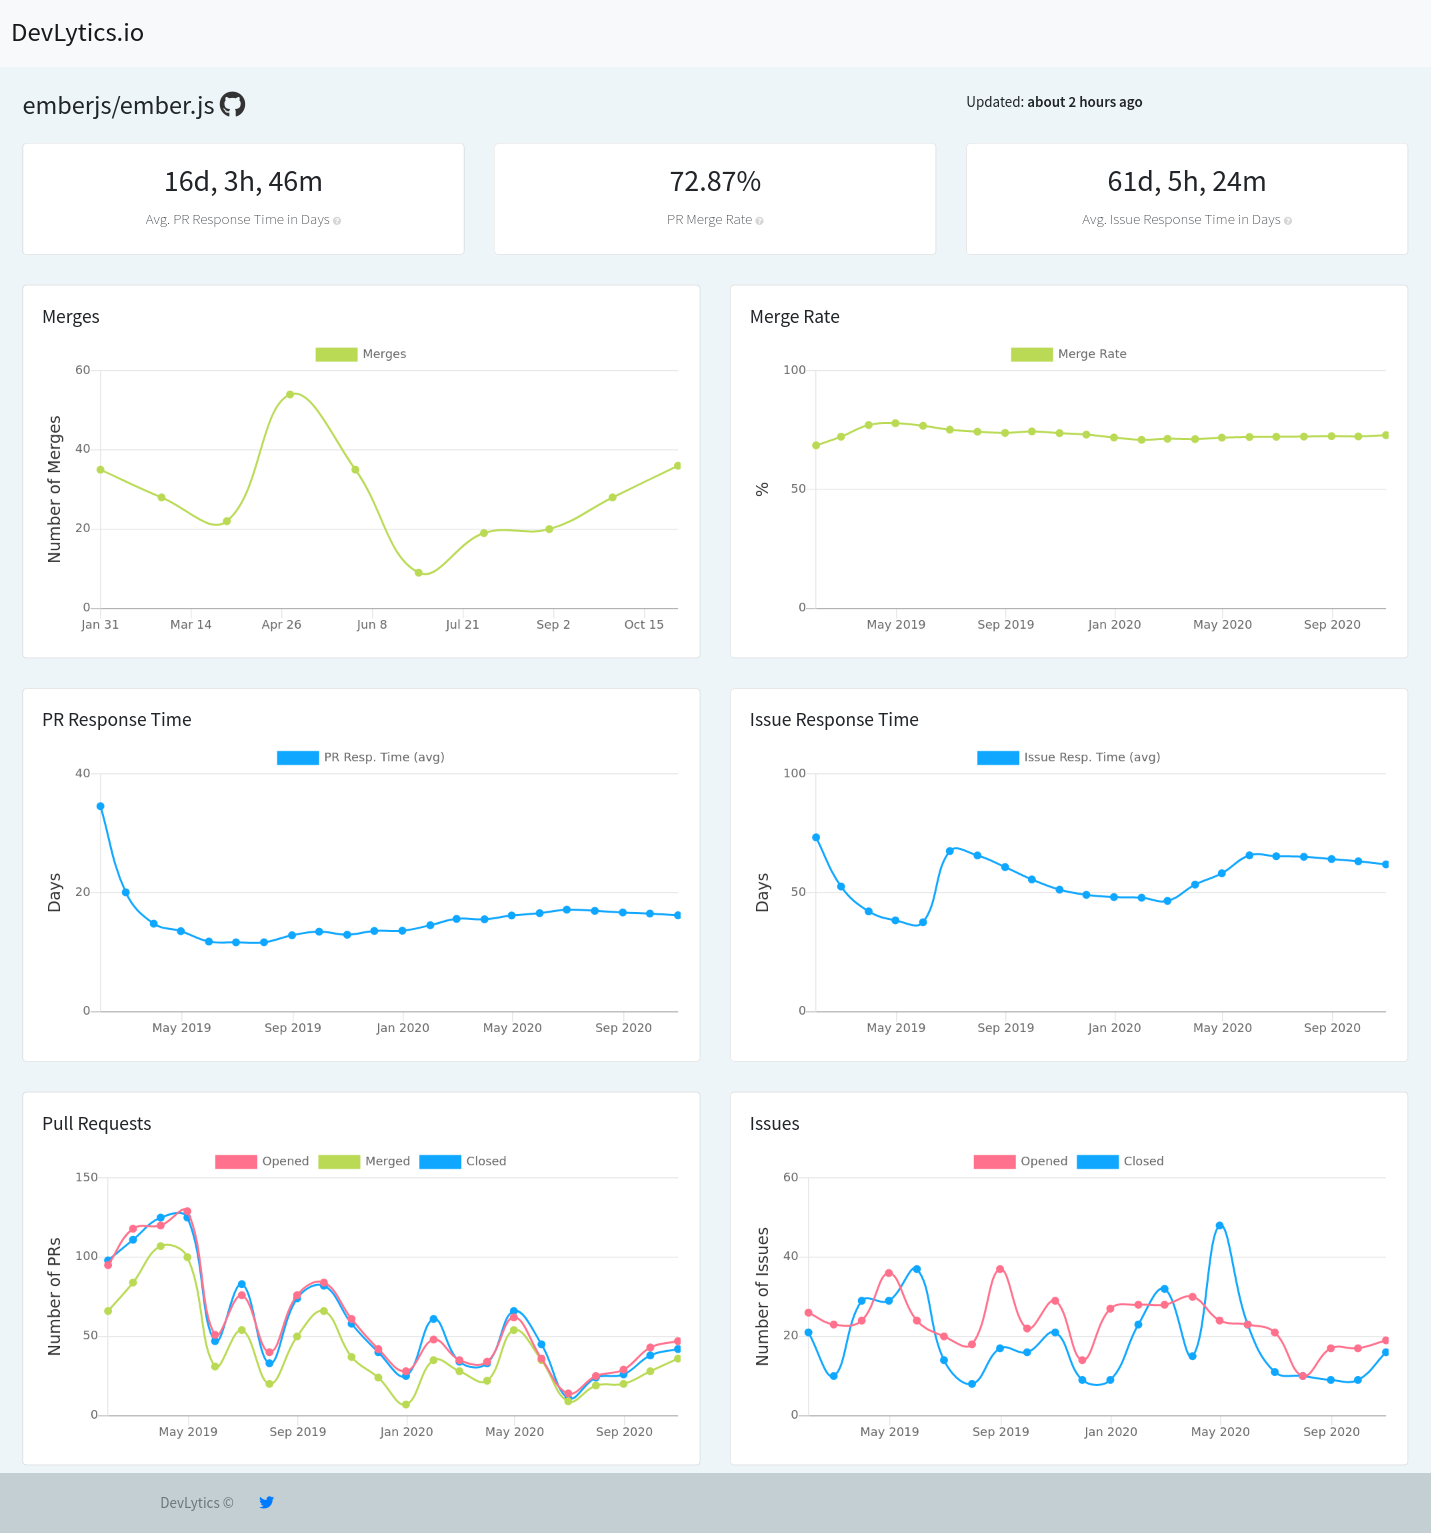 DevLytics.io
emberjs/ember.js
Updated: about 2 hours ago
16d, 3h, 46m
Avg. PR Response Time in Days ?
72.87%
PR Merge Rate ?
61d, 5h, 24m
Avg. Issue Response Time in Days ?
Merges
Merges
Number of Merges
60
40
20
0
Jan 31 Mar 14 Apr 26 Jun 8 Jul 21 Sep 2 Oct 15
Merge Rate
Merge Rate
%
100
50
0
May 2019 Sep 2019 Jan 2020 May 2020 Sep 2020
PR Response Time
PR Resp. Time (avg)
Days
40
20
0
May 2019 Sep 2019 Jan 2020 May 2020 Sep 2020
Issue Response Time
Issue Resp. Time (avg)
Days
100
50
0
May 2019 Sep 2019 Jan 2020 May 2020 Sep 2020
Pull Requests
Opened Merged Closed
Number of PRs
150
100
50
0
May 2019 Sep 2019 Jan 2020 May 2020 Sep 2020
Issues
Opened Closed
Number of Issues
60
40
20
0
May 2019 Sep 2019 Jan 2020 May 2020 Sep 2020
DevLytics ©